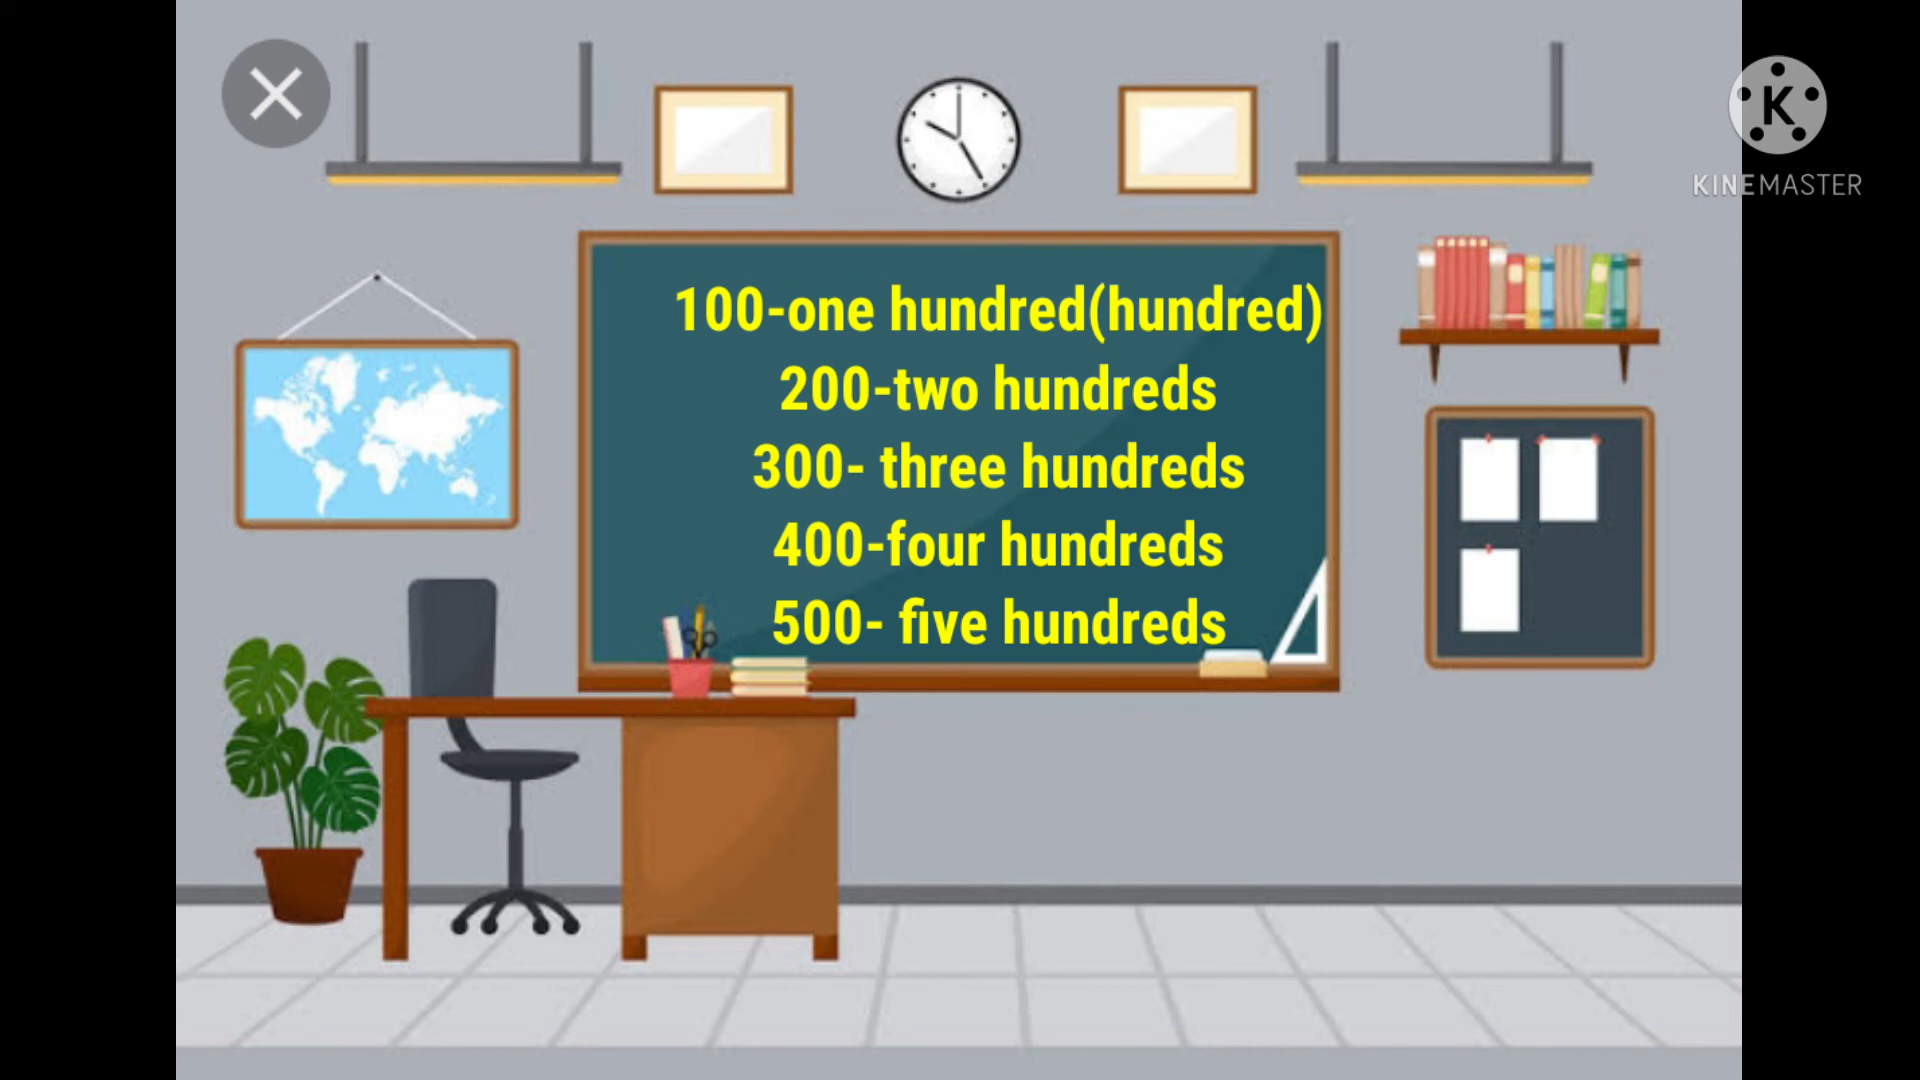 100-one hundred(hundred)
200-two hundreds
300- three hundreds
400-four hundreds
500- five hundreds
K
KINEMASTER